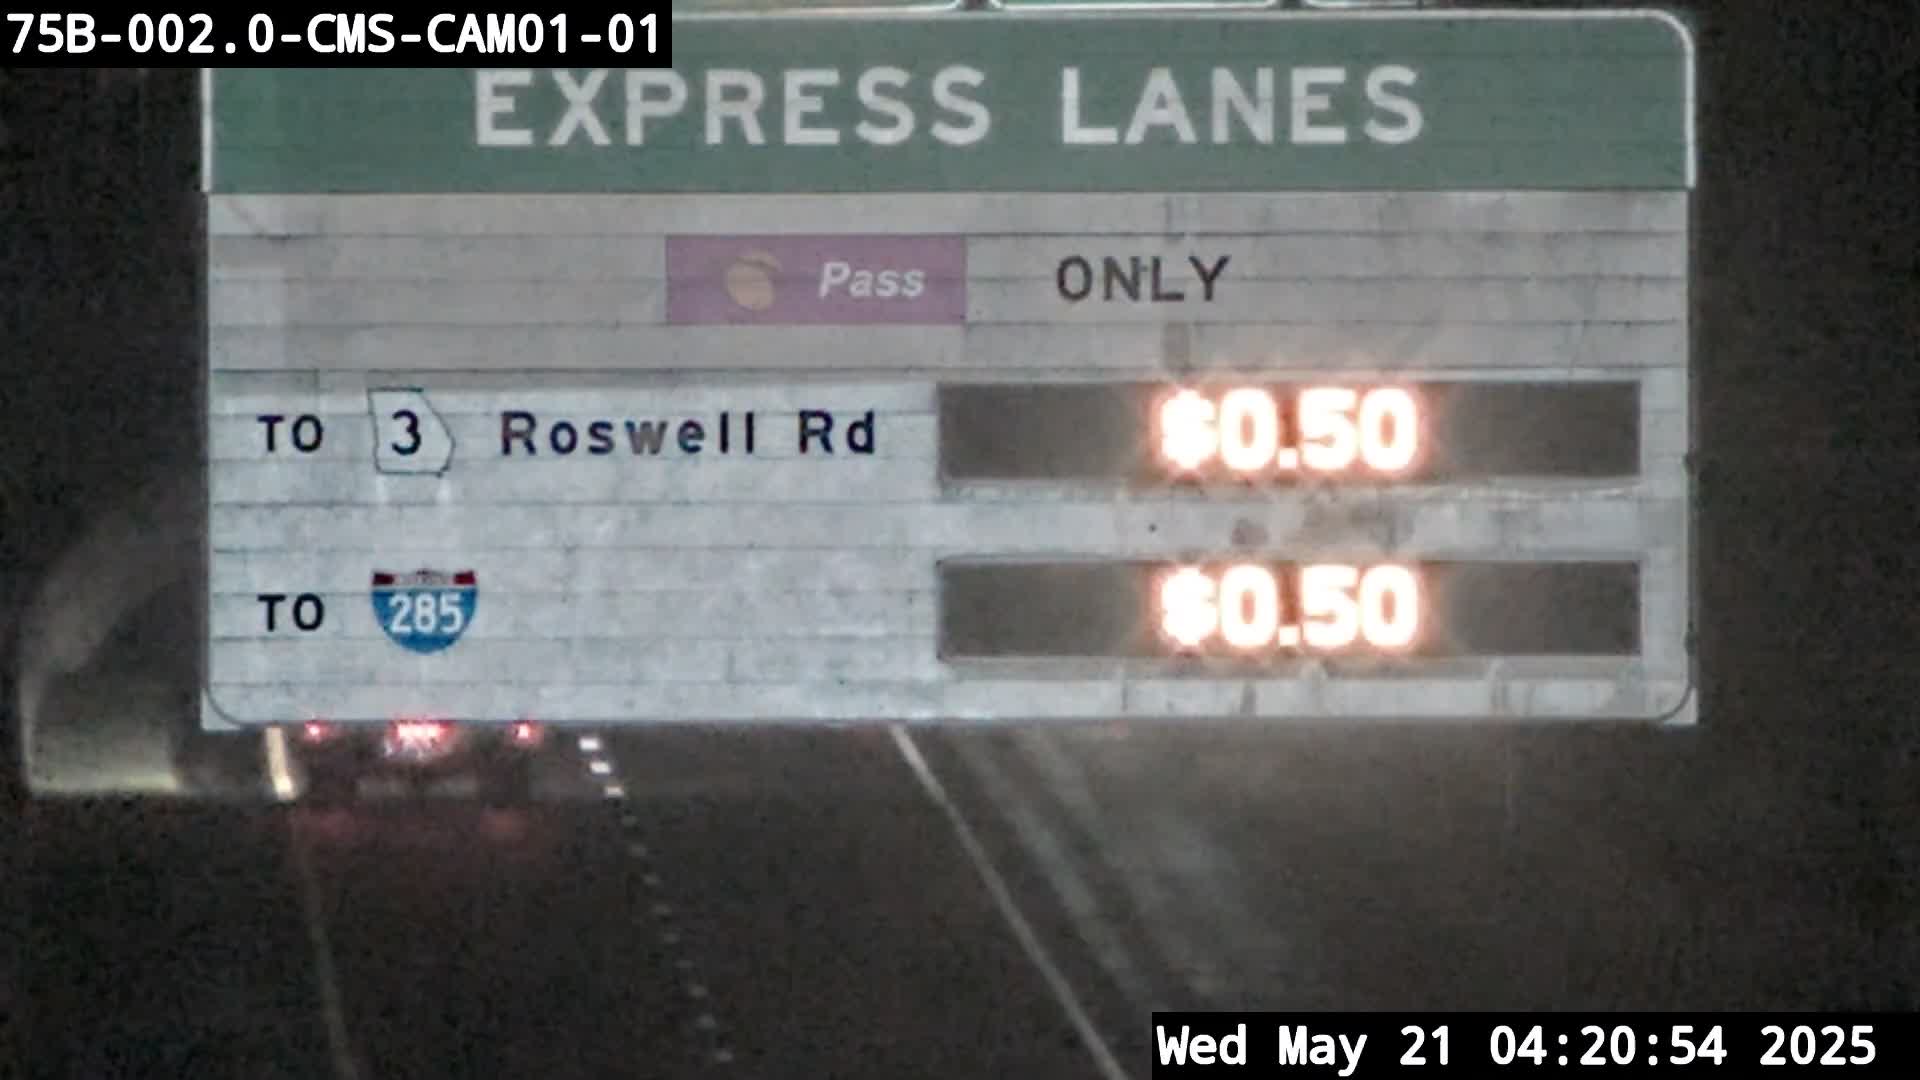 75B-002.0-CMS-CAM01-01
EXPRESS LANES
Pass ONLY
TO 3 Roswell Rd $0.50
TO 285 $0.50
Wed May 21 04:20:54 2025